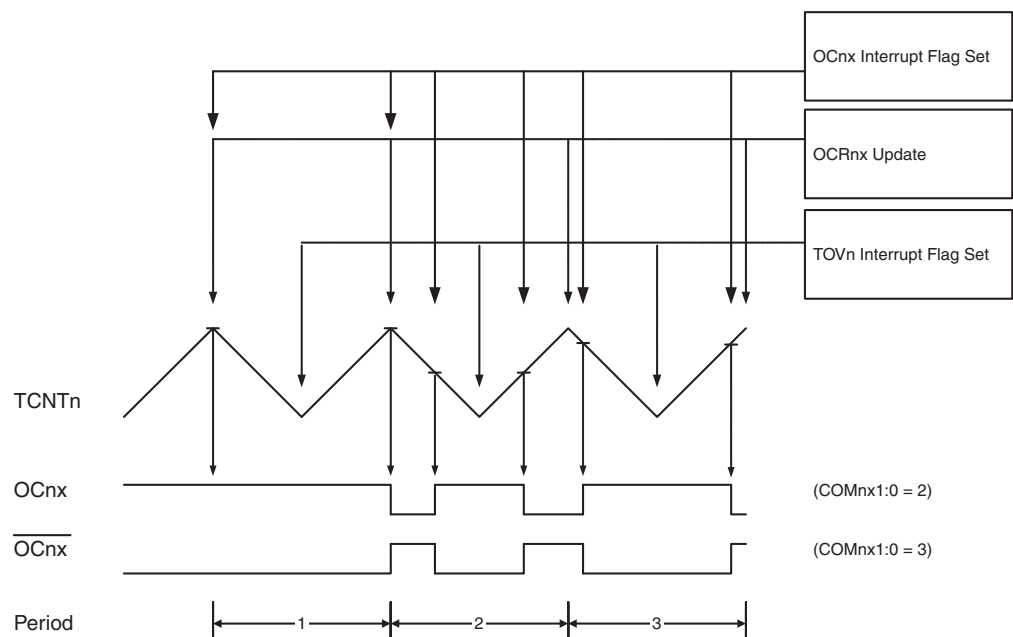 OCnx Interrupt Flag Set
OCRnx Update
TOVn Interrupt Flag Set
TCNTn
OCnx (COMnx1:0 = 2)
OCnx (COMnx1:0 = 3)
Period 1 2 3